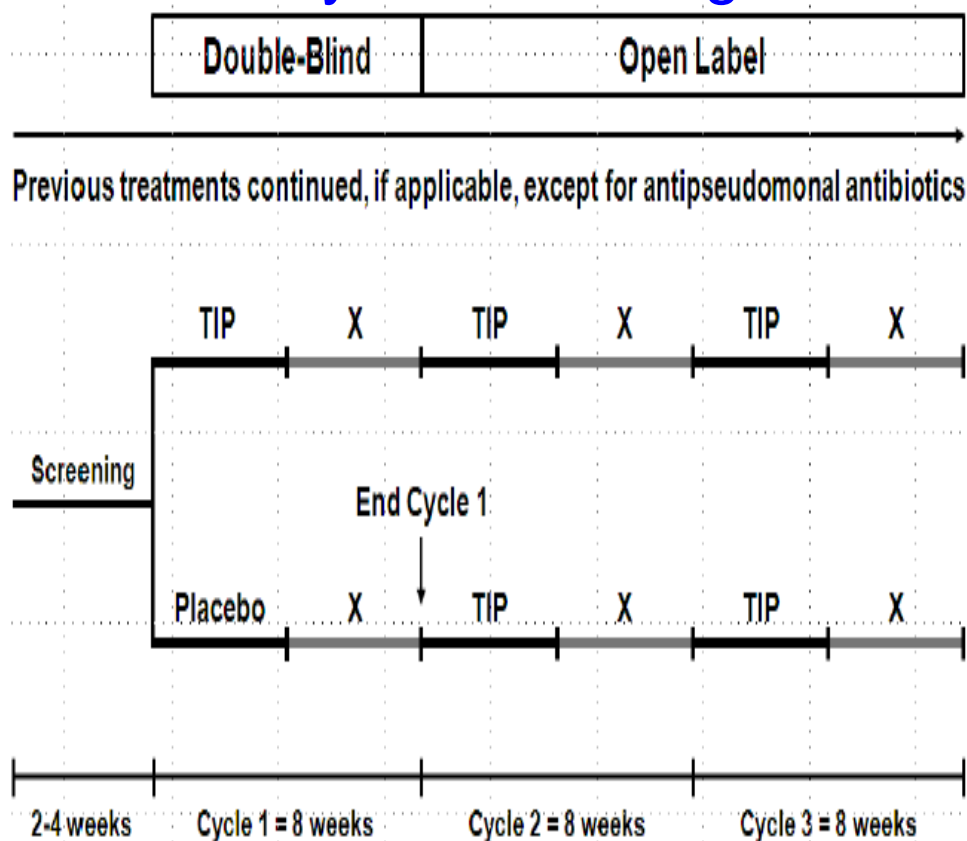 Double-Blind Open Label
Previous treatments continued, if applicable, except for antipseudomonal antibiotics
TIP X TIP X TIP X
Screening
End Cycle 1
Placebo X TIP X TIP X
2-4 weeks Cycle 1 = 8 weeks Cycle 2 = 8 weeks Cycle 3 = 8 weeks